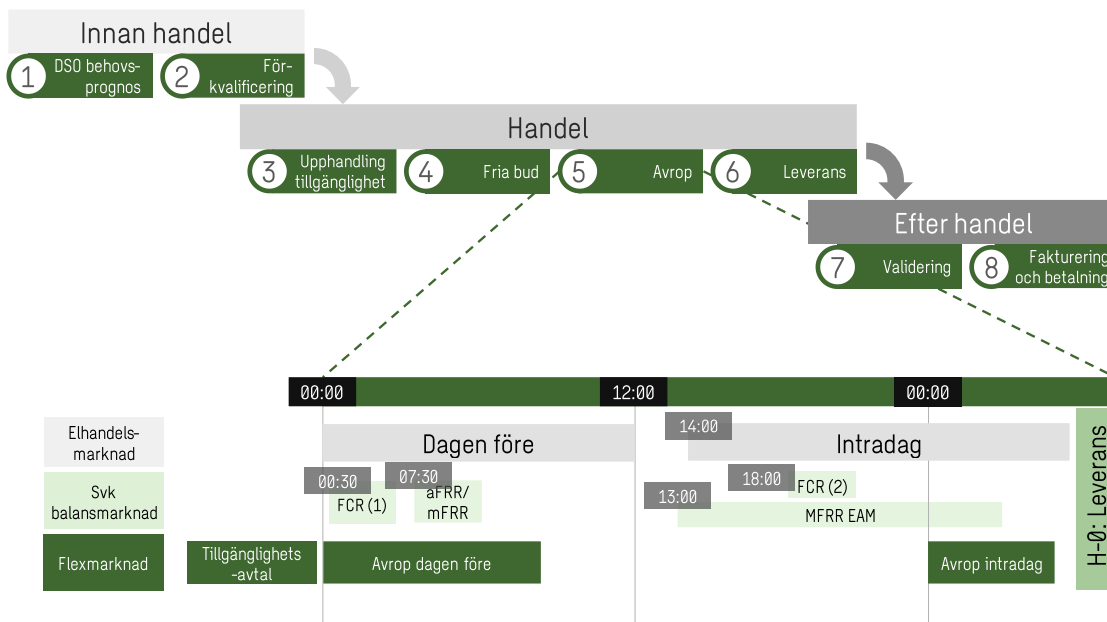 Innan handel
1
DSO behovs-
prognos
2
För-
kvalificering
Handel
3
Upphandling
tillgänglighet
4
Fria bud
5
Avrop
6
Leverans
Efter handel
7
Validering
8
Fakturering
och betalning
00:00
12:00
00:00
Elhandels-
marknad
Dagen före
14:00
Intradag
Svk
balansmarknad
00:30
FCR (1)
07:30
aFRR/
mFRR
13:00
18:00
FCR (2)
MFRR EAM
H-0: Leverans
Flexmarknad
Tillgänglighets
-avtal
Avrop dagen före
Avrop intradag